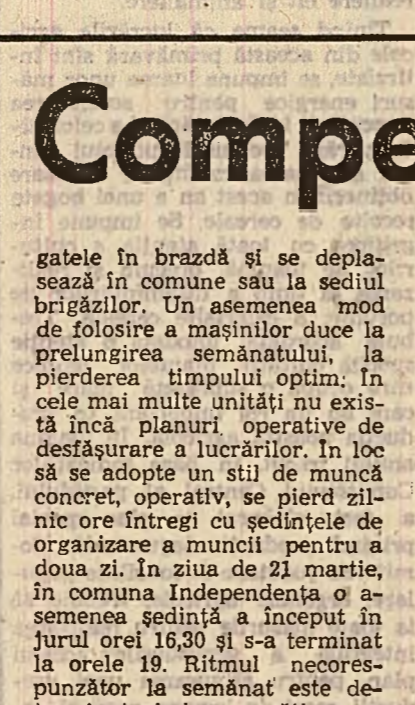 Compe
gatele în brazdă și se depla-
sează în comune sau la sediul
brigăzilor. Un asemenea mod
de folosire a mașinilor duce la
prelungirea semănatului, la
pierderea timpului optim. În
cele mai multe unități nu exis-
tă încă planuri operative de
desfășurare a lucrărilor. În loc
să se adopte un stil de muncă
concret, operativ, se pierd zil-
nic ore întregi cu ședințele de
organizare a muncii pentru a
doua zi. În ziua de 21 martie,
în comuna Independența o a-
semenea ședință a început în
jurul orei 16,30 și s-a terminat
la orele 19. Ritmul necores-
punzător la semănat este de-